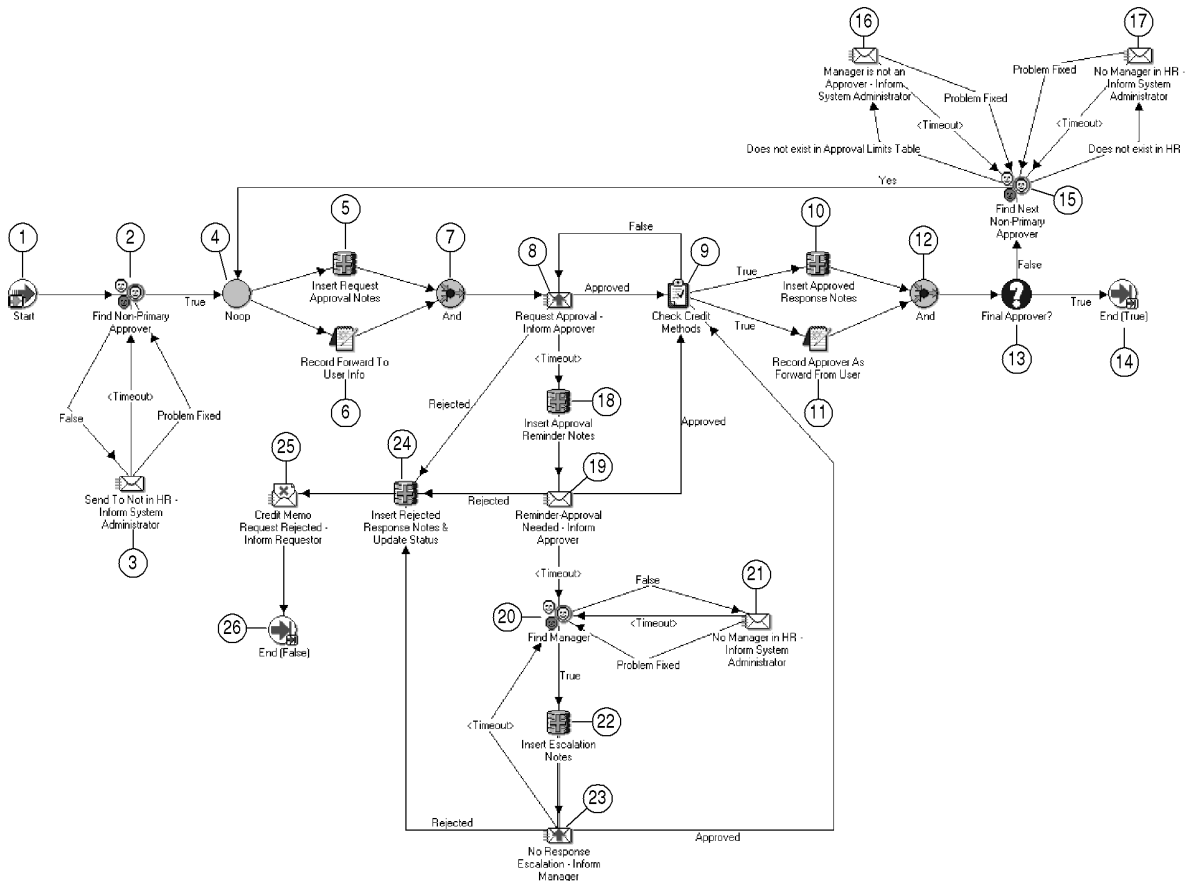 16
17
Manager is not an
Approver - Inform
System Administrator
Problem Fixed
No Manager in HR -
Inform System
Administrator
Problem Fixed
<Timeout>
<Timeout>
Does not exist in Approval Limits Table
Does not exist in HR
Yes
15
Find Next
Non-Primary
Approver
1
2
4
5
7
8
False
9
10
12
False
Start
Find Non-Primary
Approver
True
Noop
Insert Request
Approval Notes
And
Request Approval -
Inform Approver
Approved
Check Credit
Methods
True
True
Insert Approved
Response Notes
And
Final Approver?
True
End (True)
13
14
Record Forward To
User Info
6
Record Approver As
Forward From User
11
False
<Timeout>
Problem Fixed
Send To Not in HR -
Inform System
Administrator
3
<Timeout>
Rejected
18
Insert Approval
Reminder Notes
Approved
25
24
19
Rejected
Credit Memo
Request Rejected -
Inform Requestor
Insert Rejected
Response Notes &
Update Status
Reminder-Approval
Needed - Inform
Approver
26
End (False)
<Timeout>
False
21
20
Find Manager
<Timeout>
No Manager in HR -
Inform System
Administrator
Problem Fixed
True
<Timeout>
22
Insert Escalation
Notes
23
Rejected
Approved
No Response
Escalation - Inform
Manager